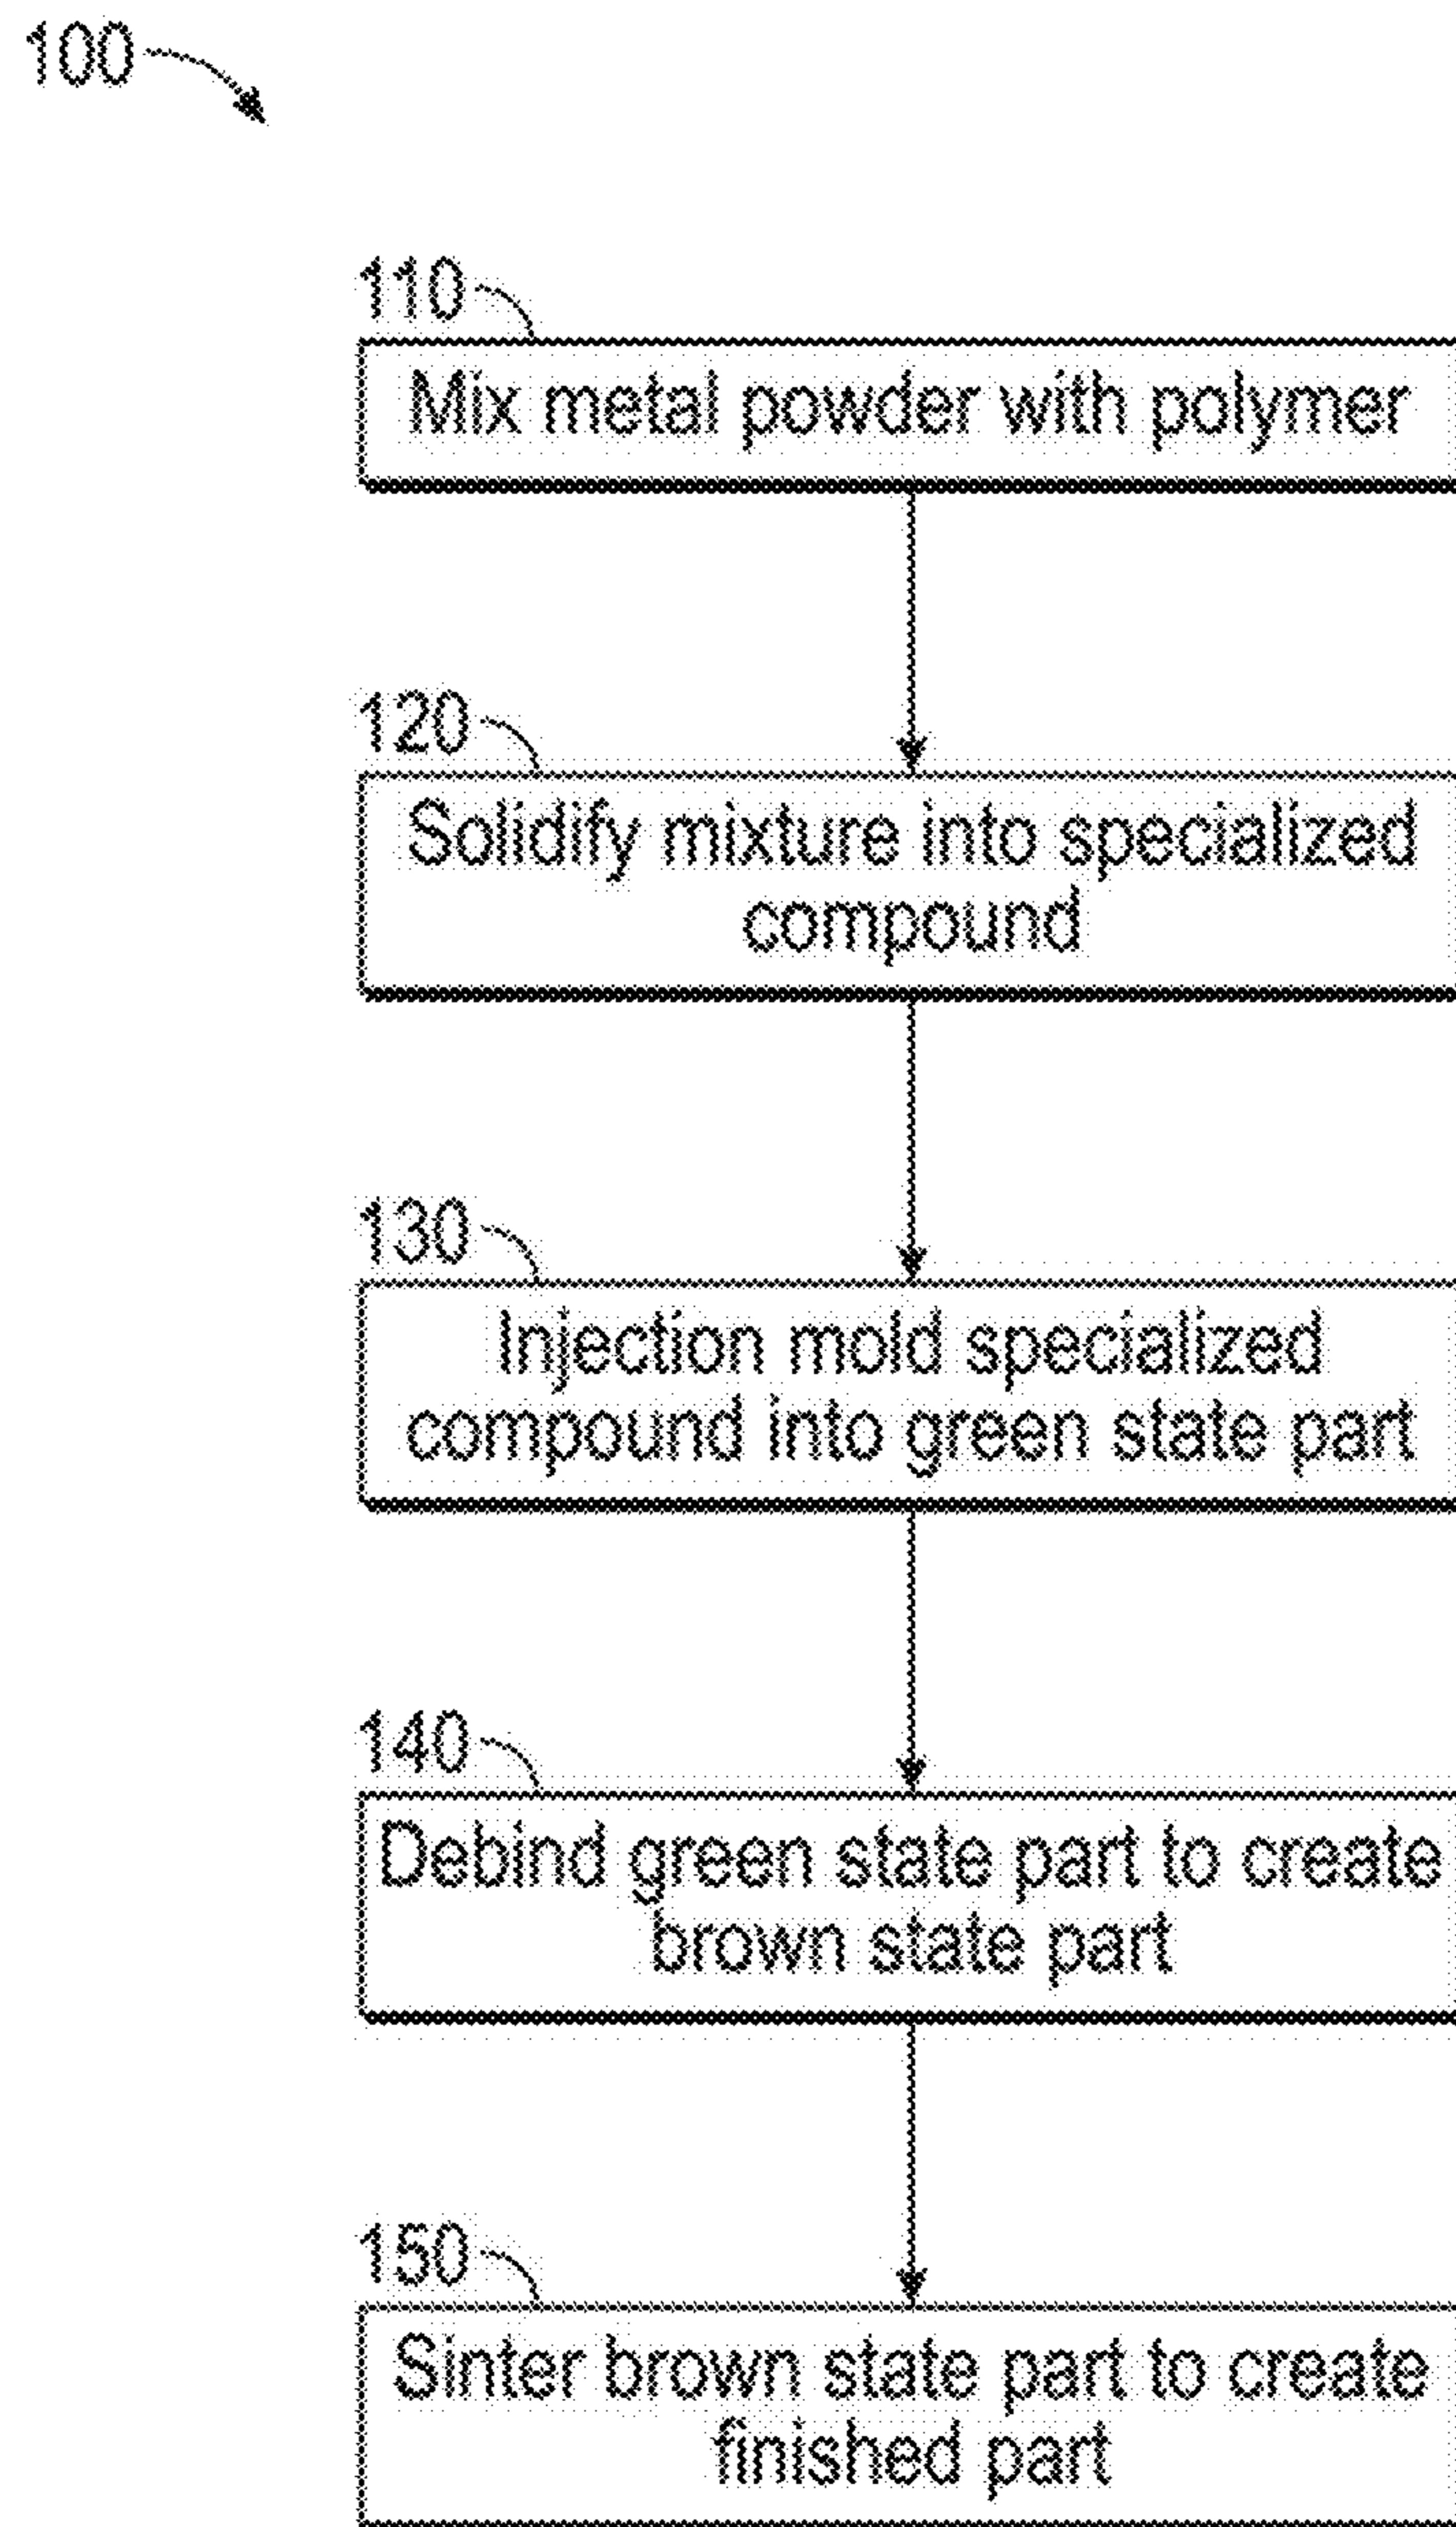 100
110
Mix metal powder with polymer
120
Solidify mixture into specialized
compound
130
Injection mold specialized
compound into green state part
140
Debind green state part to create
brown state part
150
Sinter brown state part to create
finished part